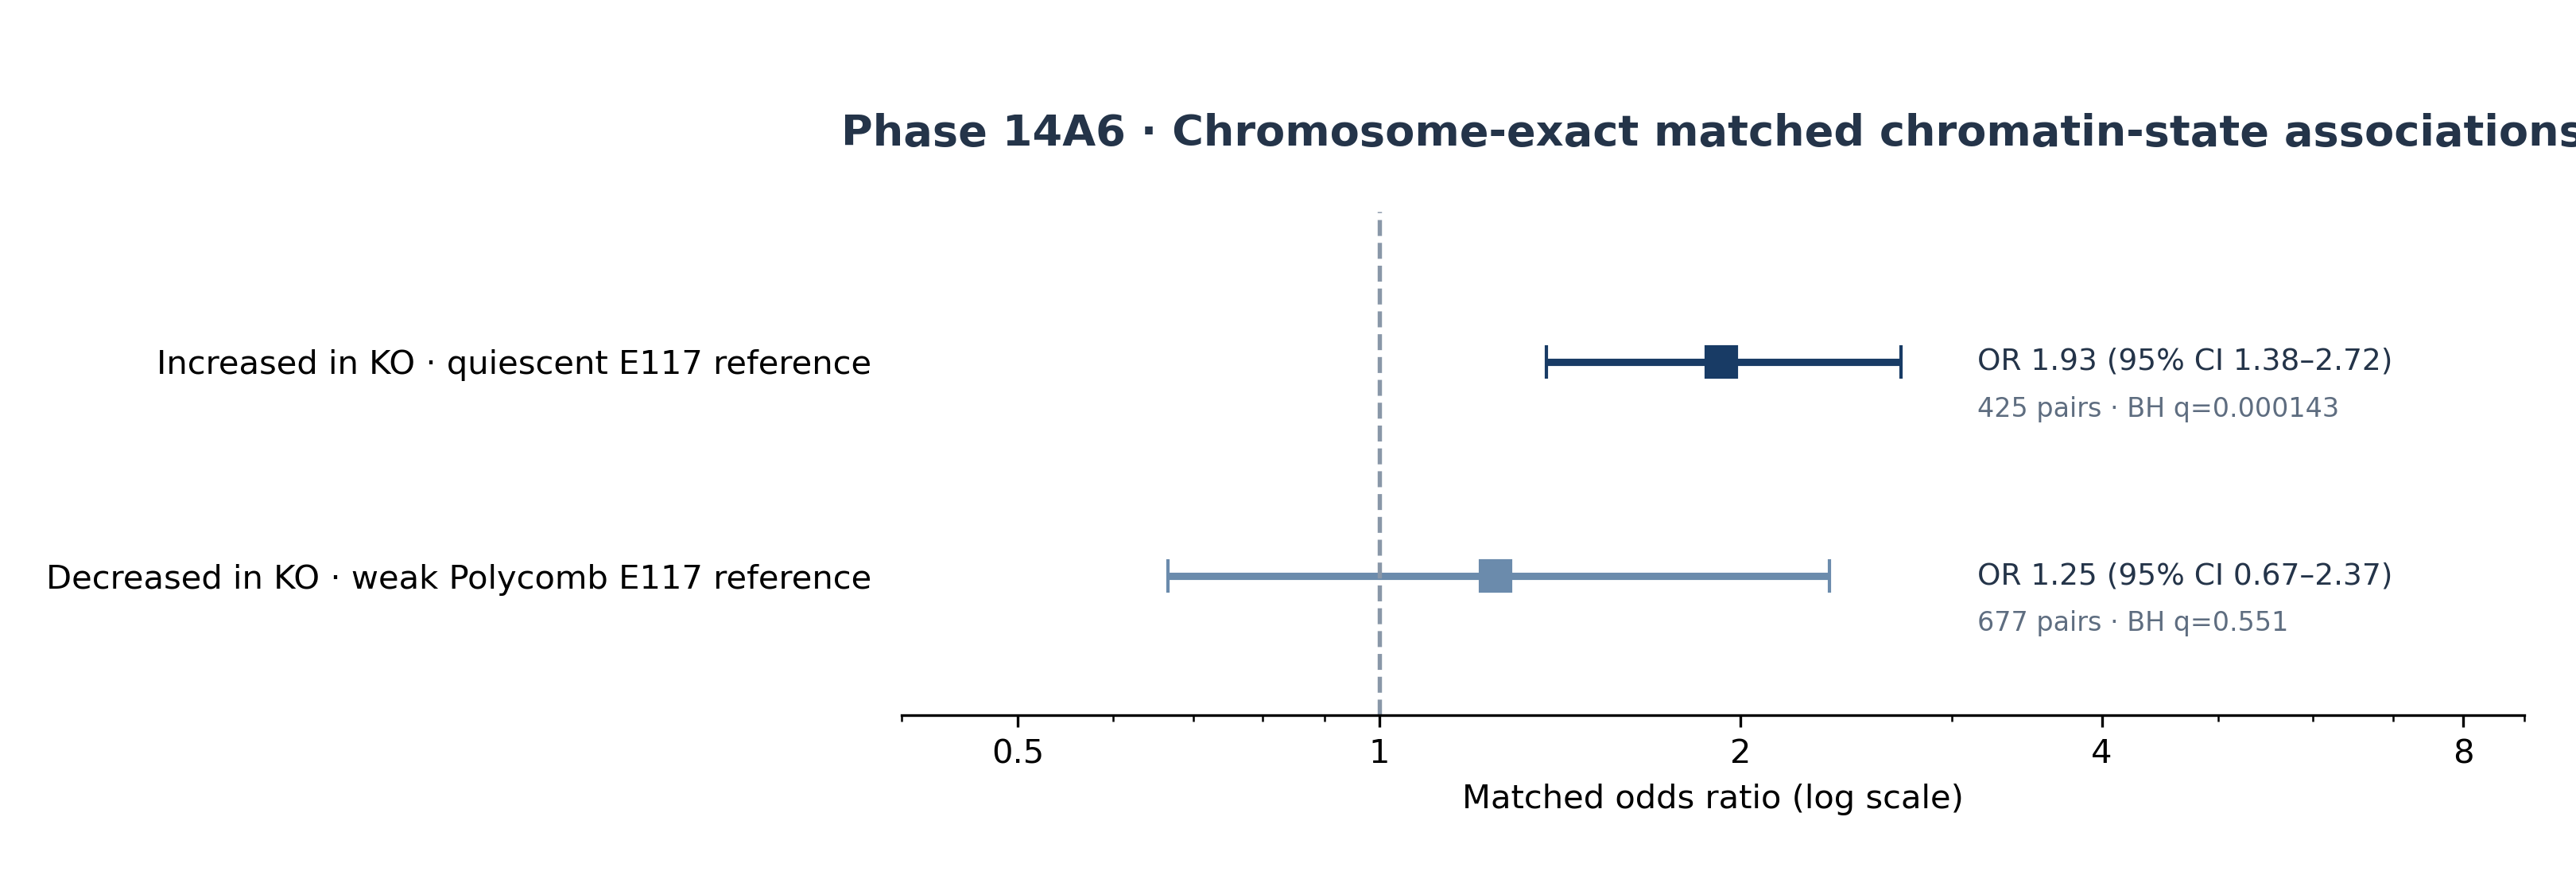 Phase 14A6 · Chromosome-exact matched chromatin-state associations
Increased in KO · quiescent E117 reference
OR 1.93 (95% CI 1.38–2.72)
425 pairs · BH q=0.000143
Decreased in KO · weak Polycomb E117 reference
OR 1.25 (95% CI 0.67–2.37)
677 pairs · BH q=0.551
0.5 1 2 4 8
Matched odds ratio (log scale)